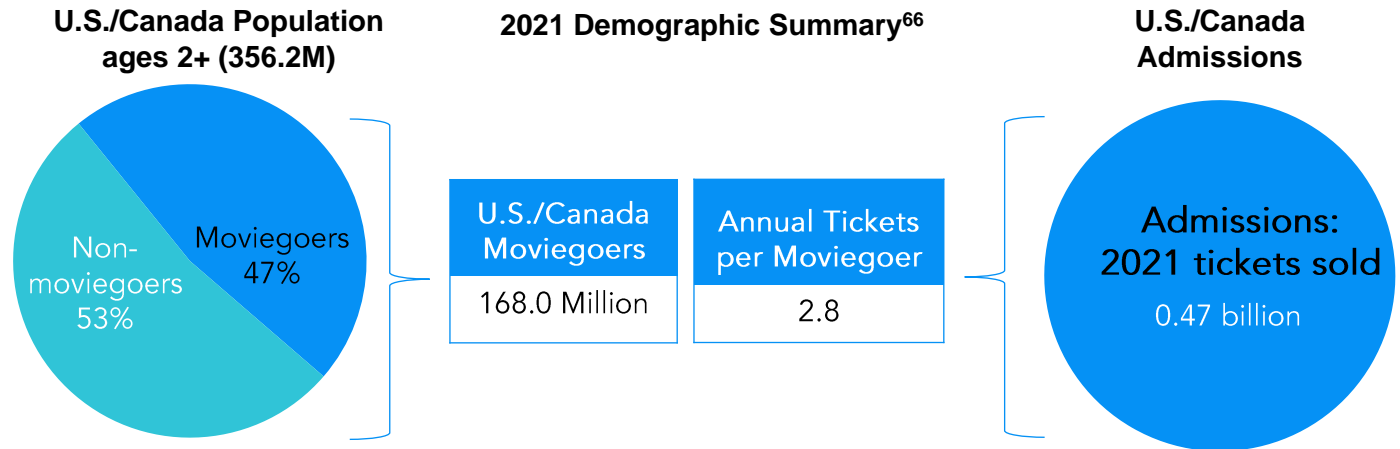 U.S./Canada Population
ages 2+ (356.2M)
2021 Demographic Summary66
U.S./Canada
Admissions
Non-
moviegoers
53%
Moviegoers
47%
U.S./Canada
Moviegoers
168.0 Million
Annual Tickets
per Moviegoer
2.8
Admissions:
2021 tickets sold
0.47 billion